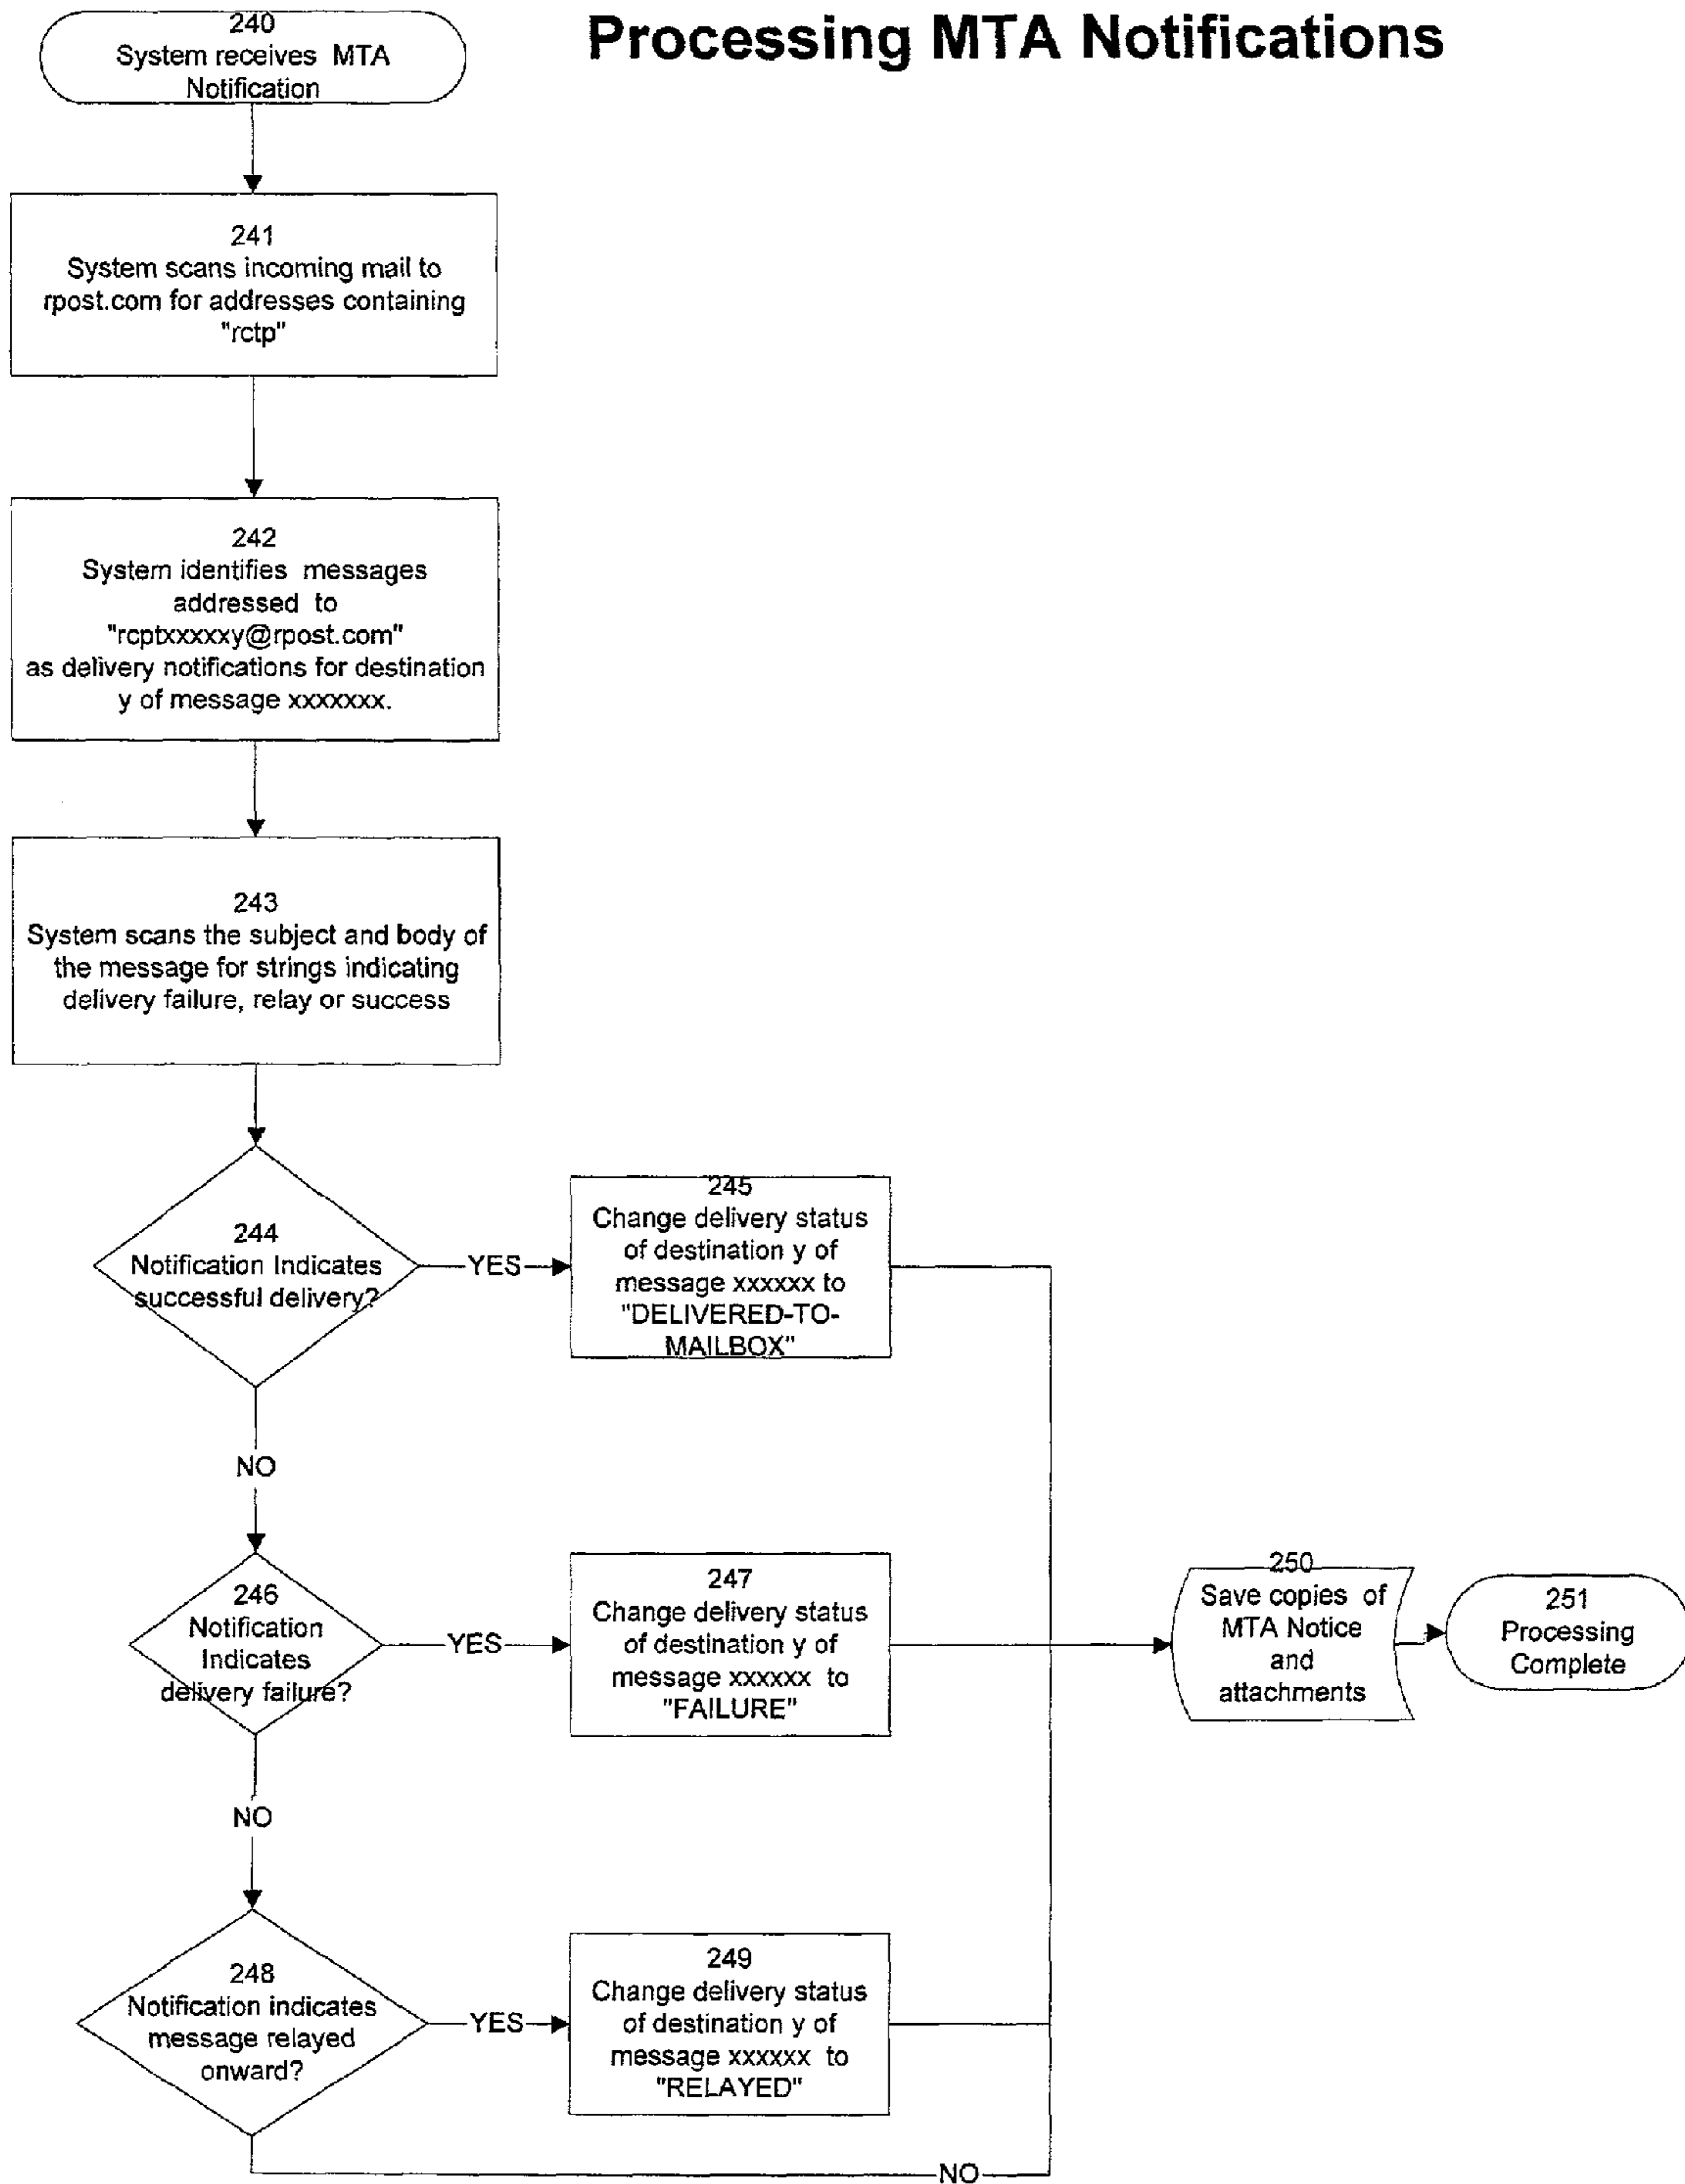 Processing MTA Notifications
240
System receives MTA
Notification
241
System scans incoming mail to
rpost.com for addresses containing
"rctp"
242
System identifies messages
addressed to
"rcptxxxxxy@rpost.com"
as delivery notifications for destination
y of message xxxxxxx.
243
System scans the subject and body of
the message for strings indicating
delivery failure, relay or success
244
Notification Indicates
successful delivery?
YES
245
Change delivery status
of destination y of
message xxxxxx to
"DELIVERED-TO-
MAILBOX"
NO
246
Notification
Indicates
delivery failure?
YES
247
Change delivery status
of destination y of
message xxxxxx to
"FAILURE"
250
Save copies of
MTA Notice
and
attachments
251
Processing
Complete
NO
248
Notification indicates
message relayed
onward?
YES
249
Change delivery status
of destination y of
message xxxxxx to
"RELAYED"
NO